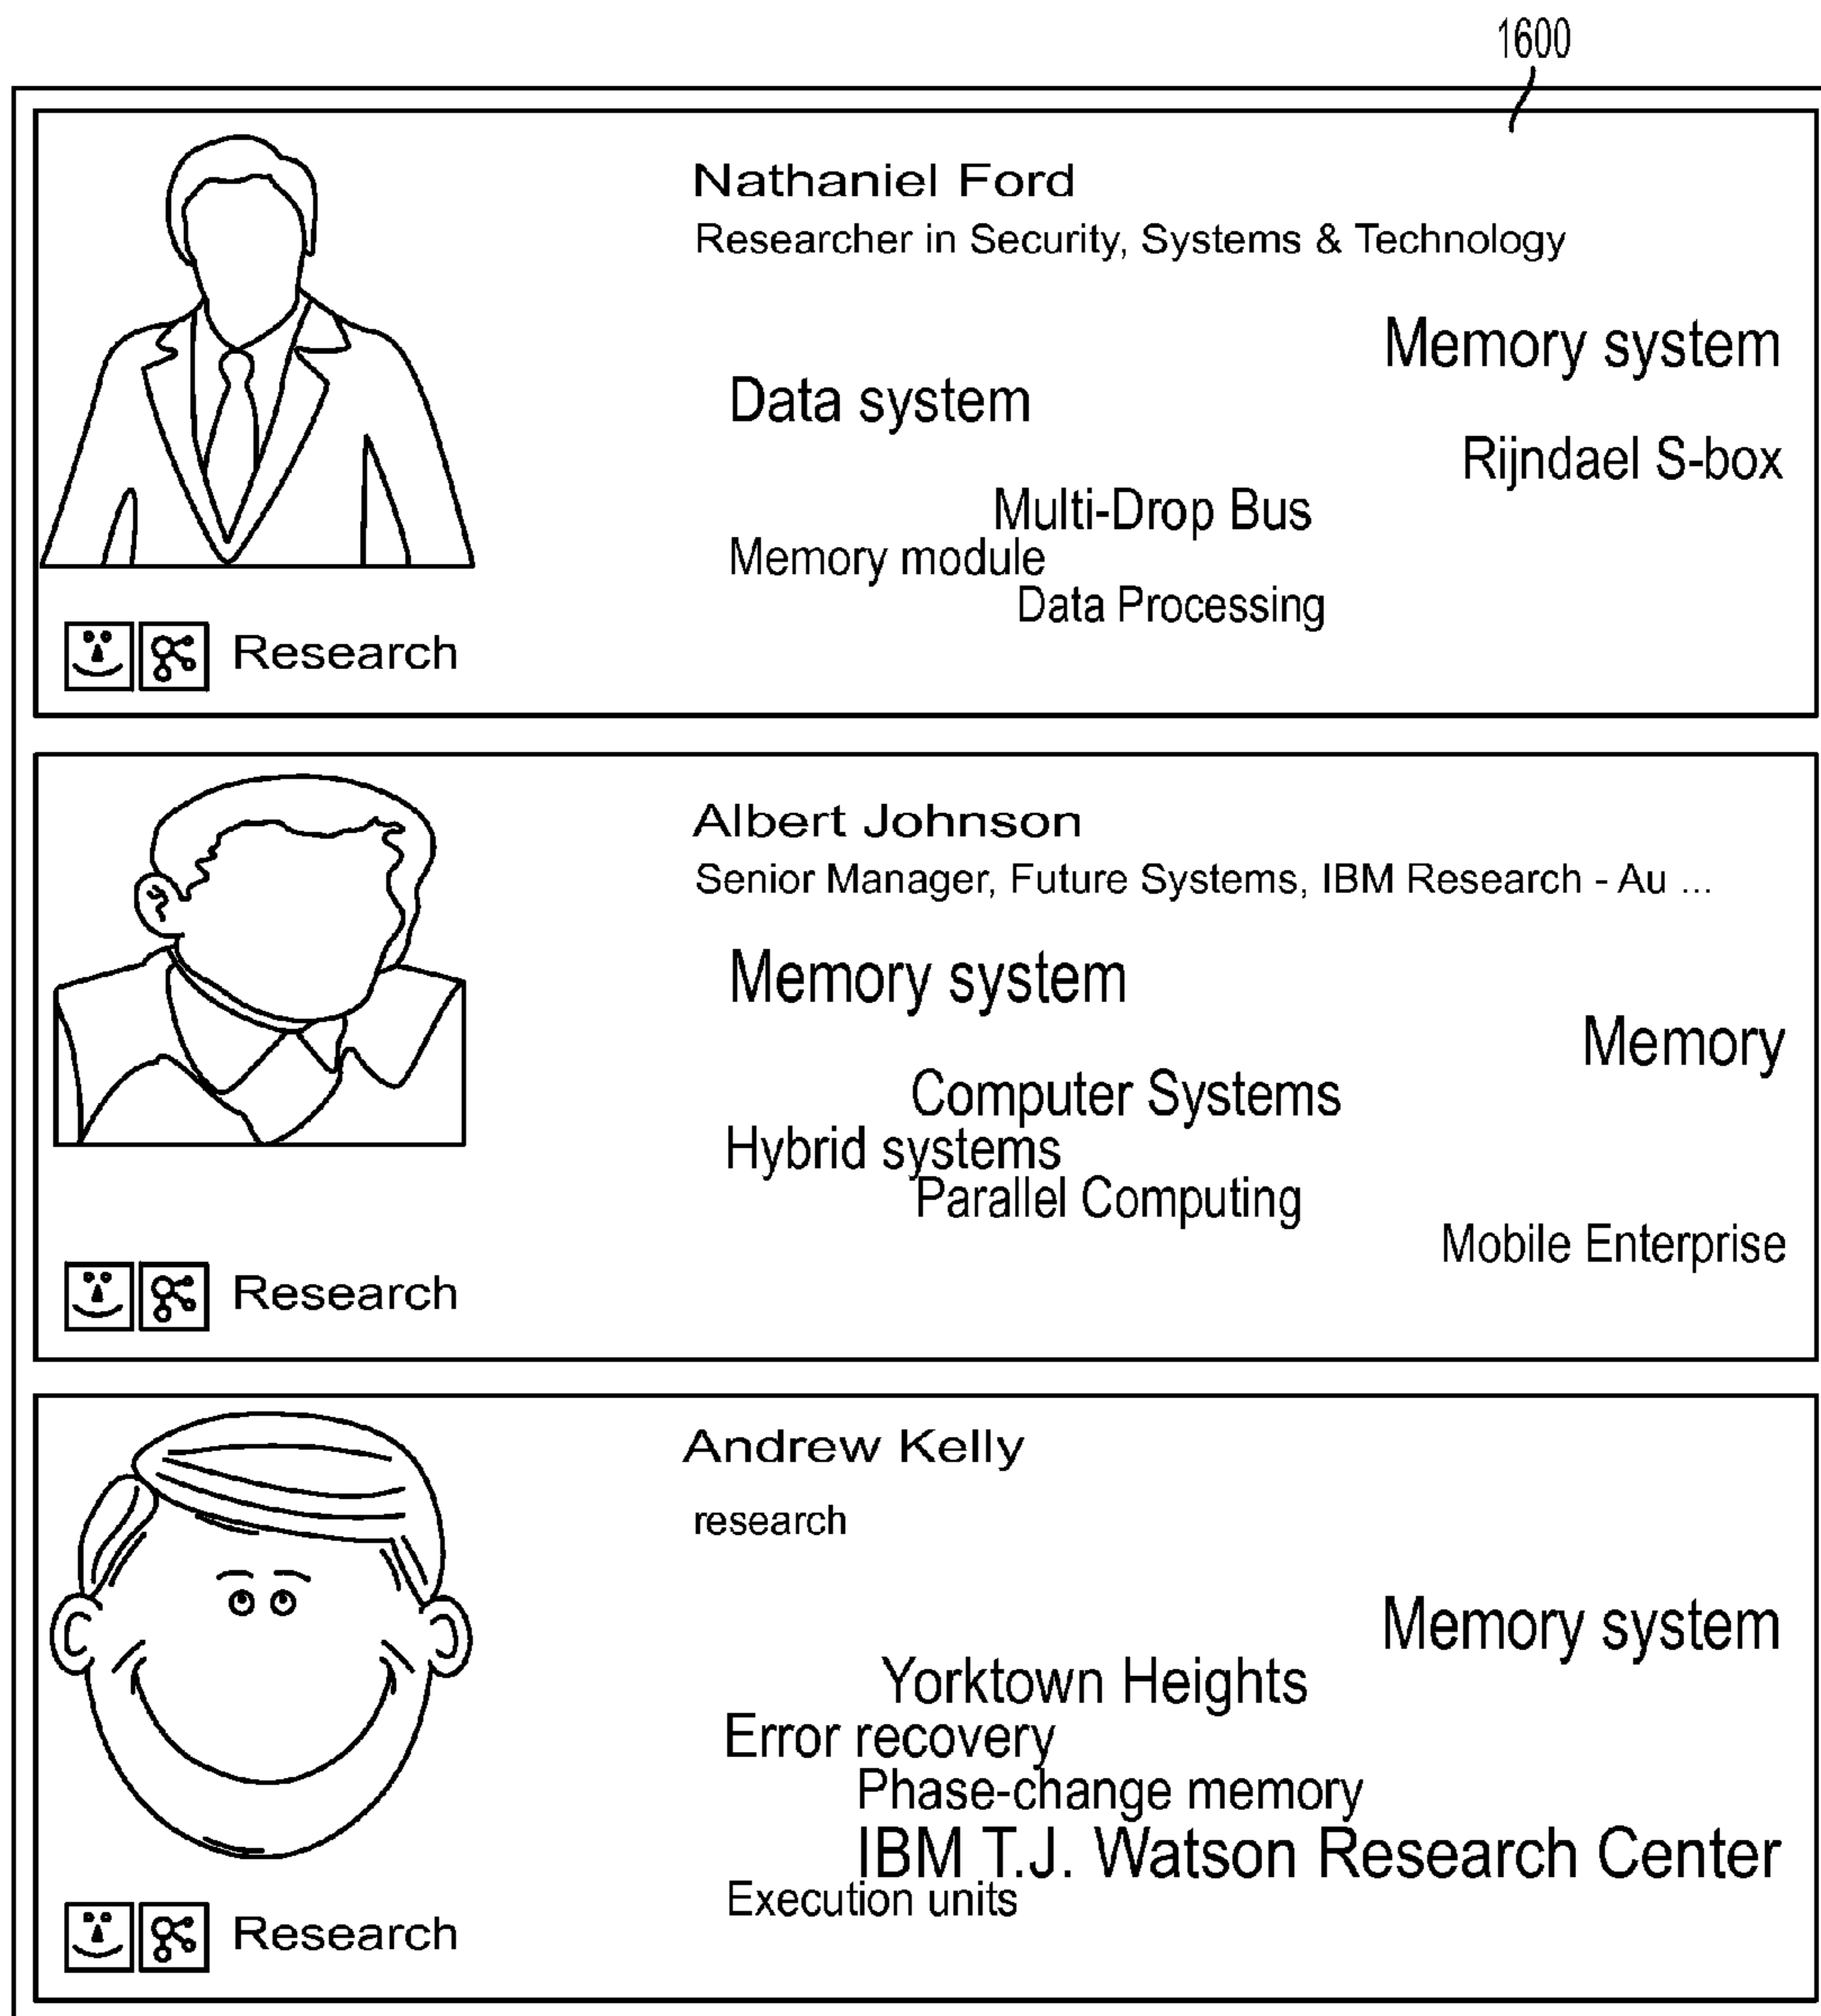 1600
Nathaniel Ford
Researcher in Security, Systems & Technology
Memory system
Data system
Rijndael S-box
Multi-Drop Bus
Memory module
Data Processing
Research
Albert Johnson
Senior Manager, Future Systems, IBM Research - Au ...
Memory system
Memory
Computer Systems
Hybrid systems
Parallel Computing
Mobile Enterprise
Research
Andrew Kelly
research
Memory system
Yorktown Heights
Error recovery
Phase-change memory
IBM T.J. Watson Research Center
Execution units
Research